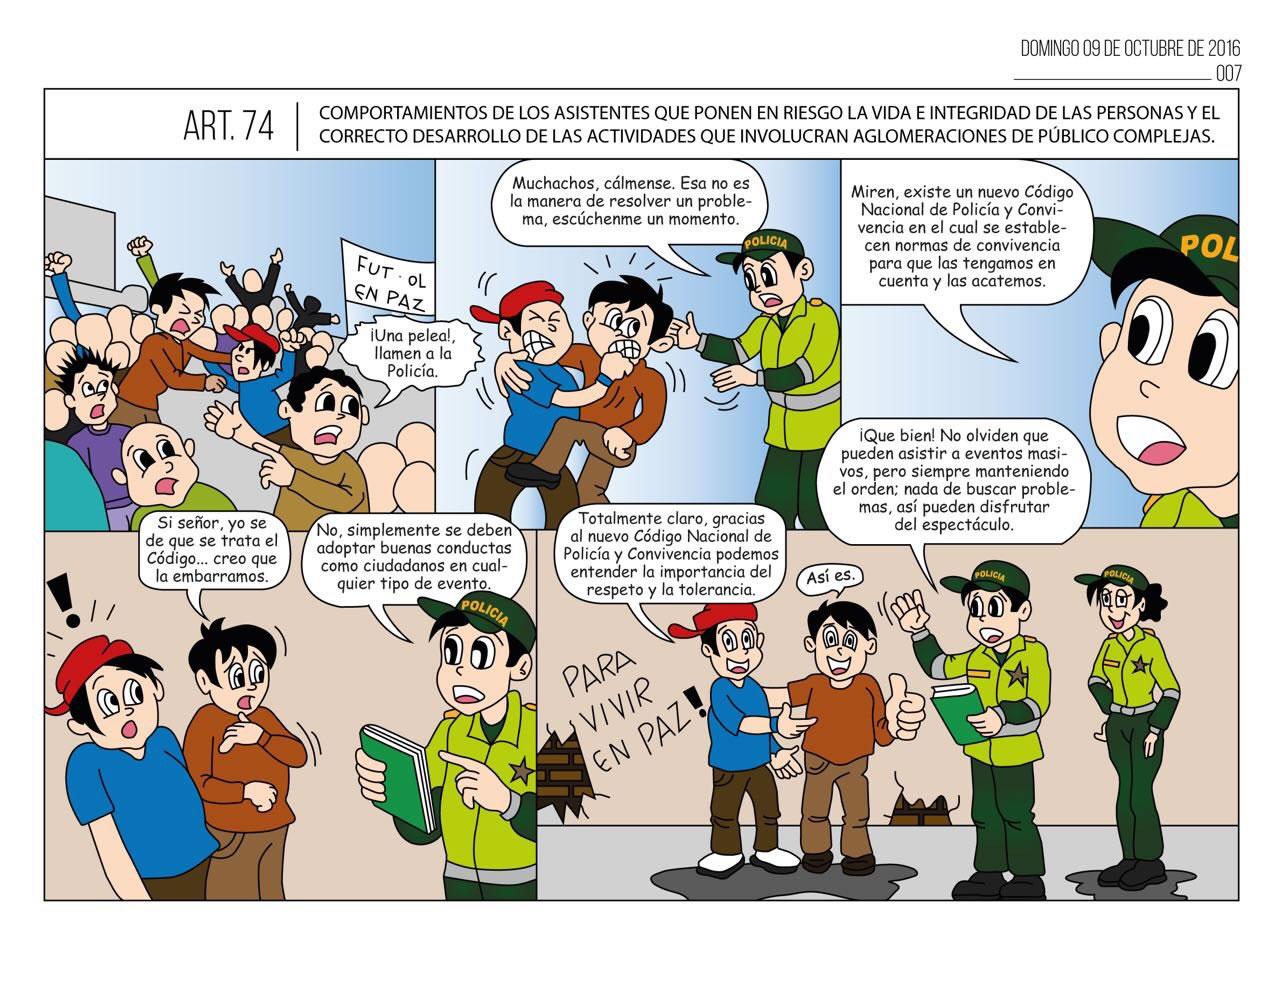 DOMINGO 09 DE OCTUBRE DE 2016
007
ART. 74
COMPORTAMIENTOS DE LOS ASISTENTES QUE PONEN EN RIESGO LA VIDA E INTEGRIDAD DE LAS PERSONAS Y EL
CORRECTO DESARROLLO DE LAS ACTIVIDADES QUE INVOLUCRAN AGLOMERACIONES DE PÚBLICO COMPLEJAS.
FUT·OL
EN PAZ
¡Una pelea!,
llamen a la
Policía.
Muchachos, cálmense. Esa no es
la manera de resolver un proble-
ma, escúchenme un momento.
POLICIA
Miren, existe un nuevo Código
Nacional de Policía y Convi-
vencia en el cual se estable-
cen normas de convivencia
para que las tengamos en
cuenta y las acatemos.
POL
!
Si señor, yo se
de que se trata el
Código... creo que
la embarramos.
No, simplemente se deben
adoptar buenas conductas
como ciudadanos en cual-
quier tipo de evento.
POLICIA
Totalmente claro, gracias
al nuevo Código Nacional de
Policía y Convivencia podemos
entender la importancia del
respeto y la tolerancia.
Así es.
¡Que bien! No olviden que
pueden asistir a eventos masi-
vos, pero siempre manteniendo
el orden; nada de buscar proble-
mas, así pueden disfrutar
del espectáculo.
POLICIA
POLICIA
PARA
VIVIR
EN PAZ!